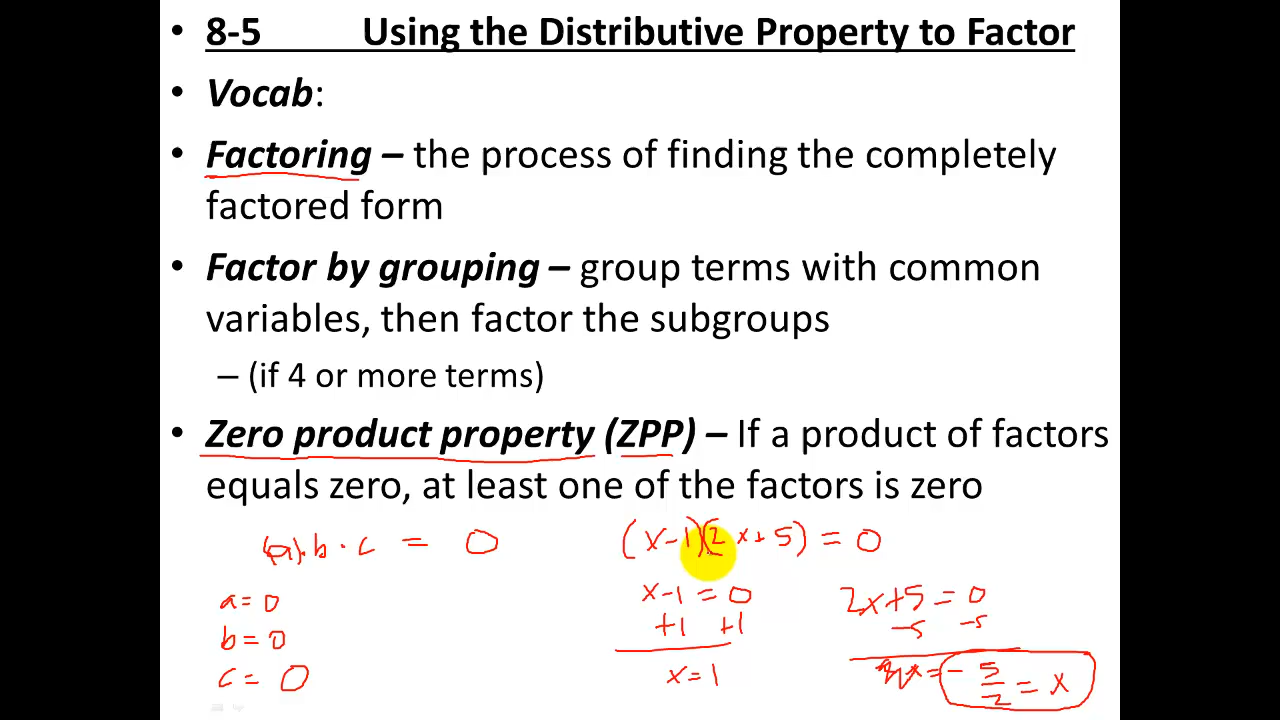 • 8-5 Using the Distributive Property to Factor
• Vocab:
• Factoring – the process of finding the completely
factored form
• Factor by grouping – group terms with common
variables, then factor the subgroups
– (if 4 or more terms)
• Zero product property (ZPP) – If a product of factors
equals zero, at least one of the factors is zero
(a)·b·c = 0
a=0
b=0
c=0
(x-1)(2x+5)=0
x-1=0
+1 +1
x=1
2x+5=0
-5 -5
x=- 5/2 = x